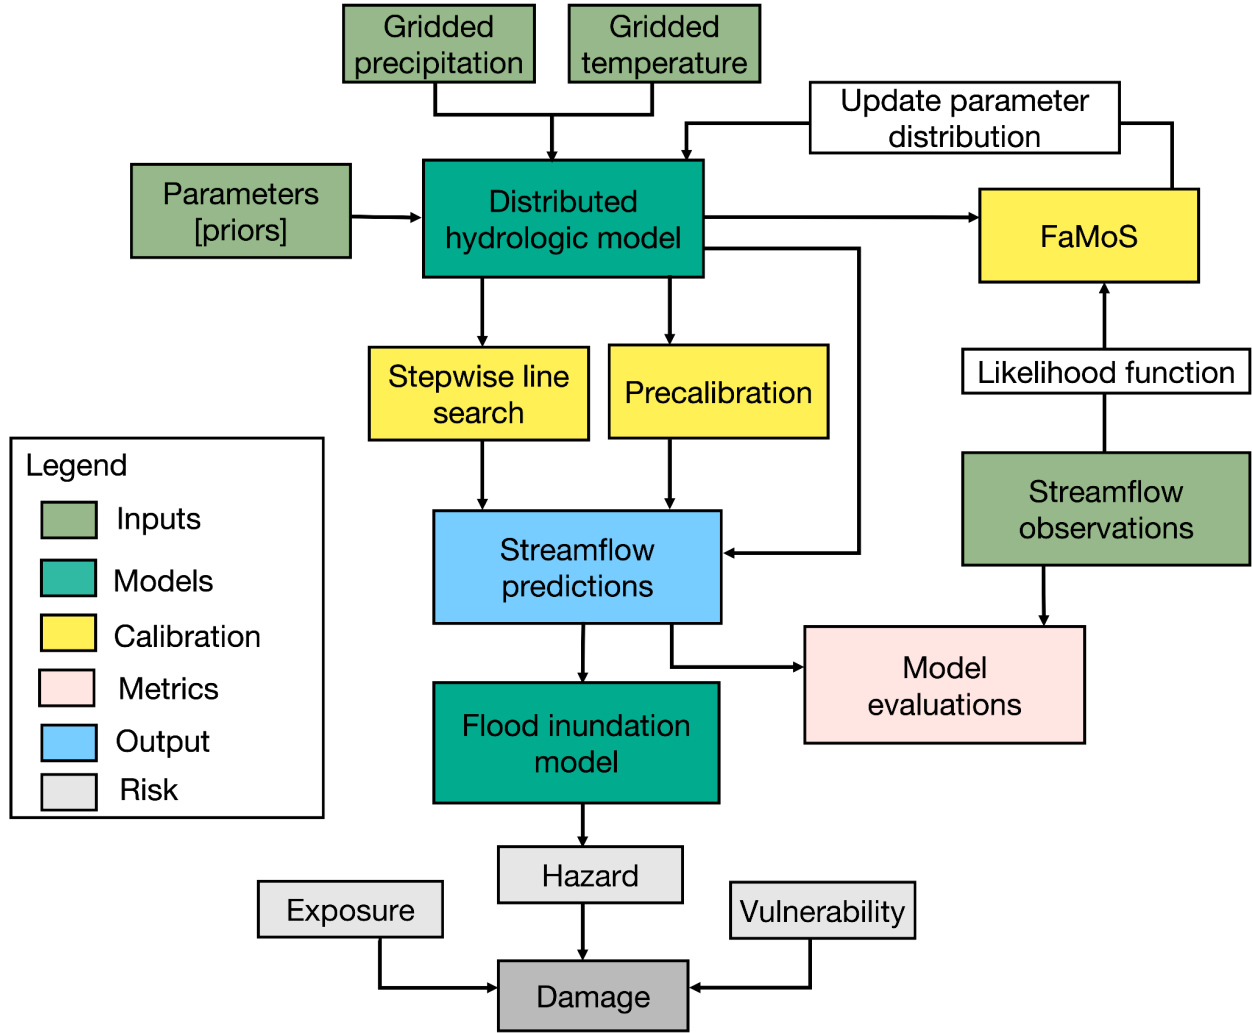 Gridded
precipitation
Gridded
temperature
Update parameter
distribution
Parameters
[priors]
Distributed
hydrologic model
FaMoS
Stepwise line
search
Precalibration
Likelihood function
Legend
Inputs
Models
Calibration
Metrics
Output
Risk
Streamflow
predictions
Streamflow
observations
Flood inundation
model
Model
evaluations
Hazard
Exposure
Vulnerability
Damage